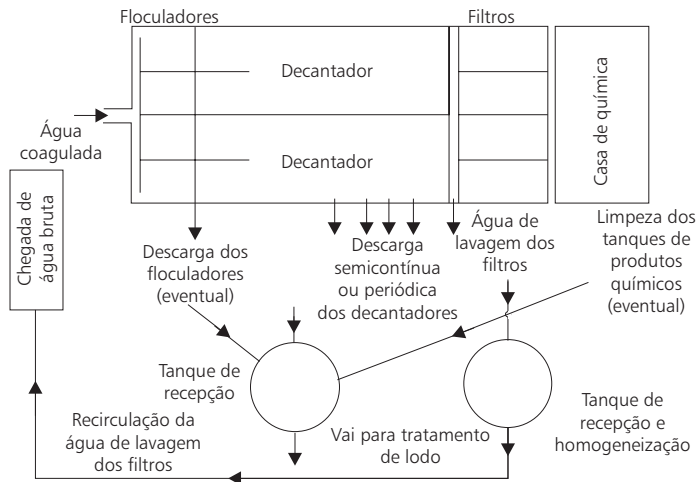 Floculadores
Filtros
Decantador
Decantador
Casa de química
Água
coagulada
Chegada de
água bruta
Descarga dos
floculadores
(eventual)
Descarga
semicontínua
ou periódica
dos decantadores
Água de
lavagem dos
filtros
Limpeza dos
tanques de
produtos
químicos
(eventual)
Tanque de
recepção
Tanque de
recepção e
homogeneização
Recirculação da
água de lavagem
dos filtros
Vai para tratamento
de lodo